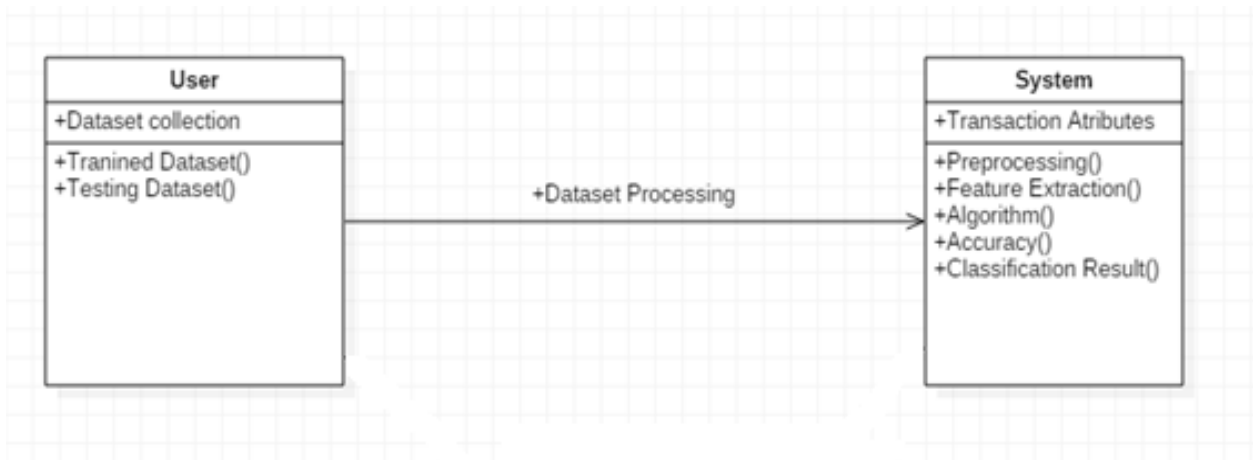 User
+Dataset collection
+Tranined Dataset()
+Testing Dataset()
+Dataset Processing
System
+Transaction Atributes
+Preprocessing()
+Feature Extraction()
+Algorithm()
+Accuracy()
+Classification Result()